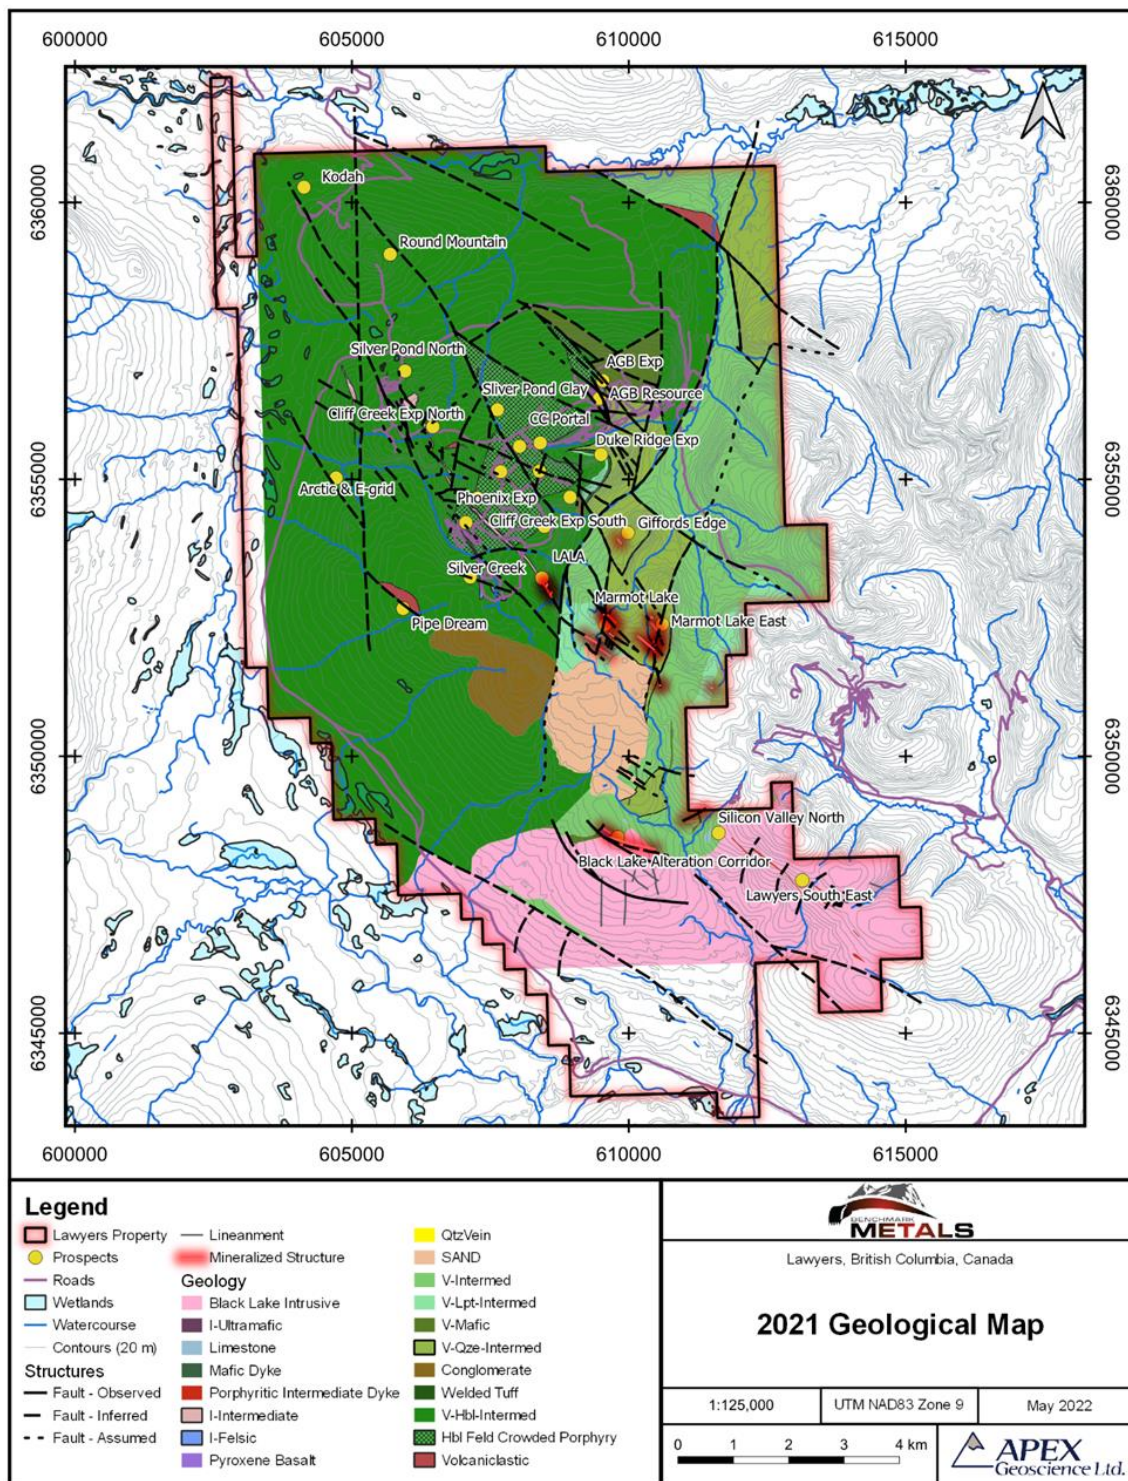 600000 605000 610000 615000
6360000 6360000
Kodah
Round Mountain
Silver Pond North
AGB Exp
Sliver Pond Clay
AGB Resource
Cliff Creek Exp North
CC Portal
Duke Ridge Exp
6355000 6355000
Arctic & E-grid
Phoenix Exp
Cliff Creek Exp South
Giffords Edge
LALA
Silver Creek
Marmot Lake
Pipe Dream
Marmot Lake East
6350000 6350000
Silicon Valley North
Black Lake Alteration Corridor
Lawyers South East
6345000 6345000
600000 605000 610000 615000
Legend
Lawyers Property
Prospects
Roads
Wetlands
Watercourse
Contours (20 m)
Structures
Fault - Observed
Fault - Inferred
Fault - Assumed
Lineanment
Mineralized Structure
Geology
Black Lake Intrusive
I-Ultramafic
Limestone
Mafic Dyke
Porphyritic Intermediate Dyke
I-Intermediate
I-Felsic
Pyroxene Basalt
QtzVein
SAND
V-Intermed
V-Lpt-Intermed
V-Mafic
V-Qze-Intermed
Conglomerate
Welded Tuff
V-Hbl-Intermed
Hbl Feld Crowded Porphyry
Volcaniclastic
BENCHMARK
METALS
Lawyers, British Columbia, Canada
2021 Geological Map
1:125,000
UTM NAD83 Zone 9
May 2022
0 1 2 3 4 km
APEX
Geoscience Ltd.